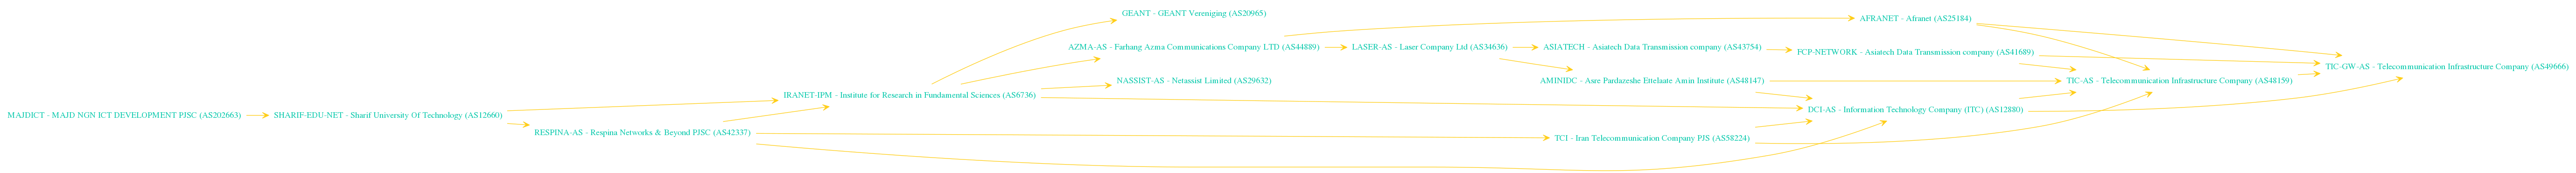 GEANT - GEANT Vereniging (AS20965)
AFRANET - Afranet (AS25184)
AZMA-AS - Farhang Azma Communications Company LTD (AS44889)
LASER-AS - Laser Company Ltd (AS34636)
ASIATECH - Asiatech Data Transmission company (AS43754)
FCP-NETWORK - Asiatech Data Transmission company (AS41689)
TIC-GW-AS - Telecommunication Infrastructure Company (AS49666)
NASSIST-AS - Netassist Limited (AS29632)
AMINIDC - Asre Pardazeshe Ettelaate Amin Institute (AS48147)
TIC-AS - Telecommunication Infrastructure Company (AS48159)
IRANET-IPM - Institute for Research in Fundamental Sciences (AS6736)
DCI-AS - Information Technology Company (ITC) (AS12880)
MAJDICT - MAJD NGN ICT DEVELOPMENT PJSC (AS202663)
SHARIF-EDU-NET - Sharif University Of Technology (AS12660)
RESPINA-AS - Respina Networks & Beyond PJSC (AS42337)
TCI - Iran Telecommunication Company PJS (AS58224)